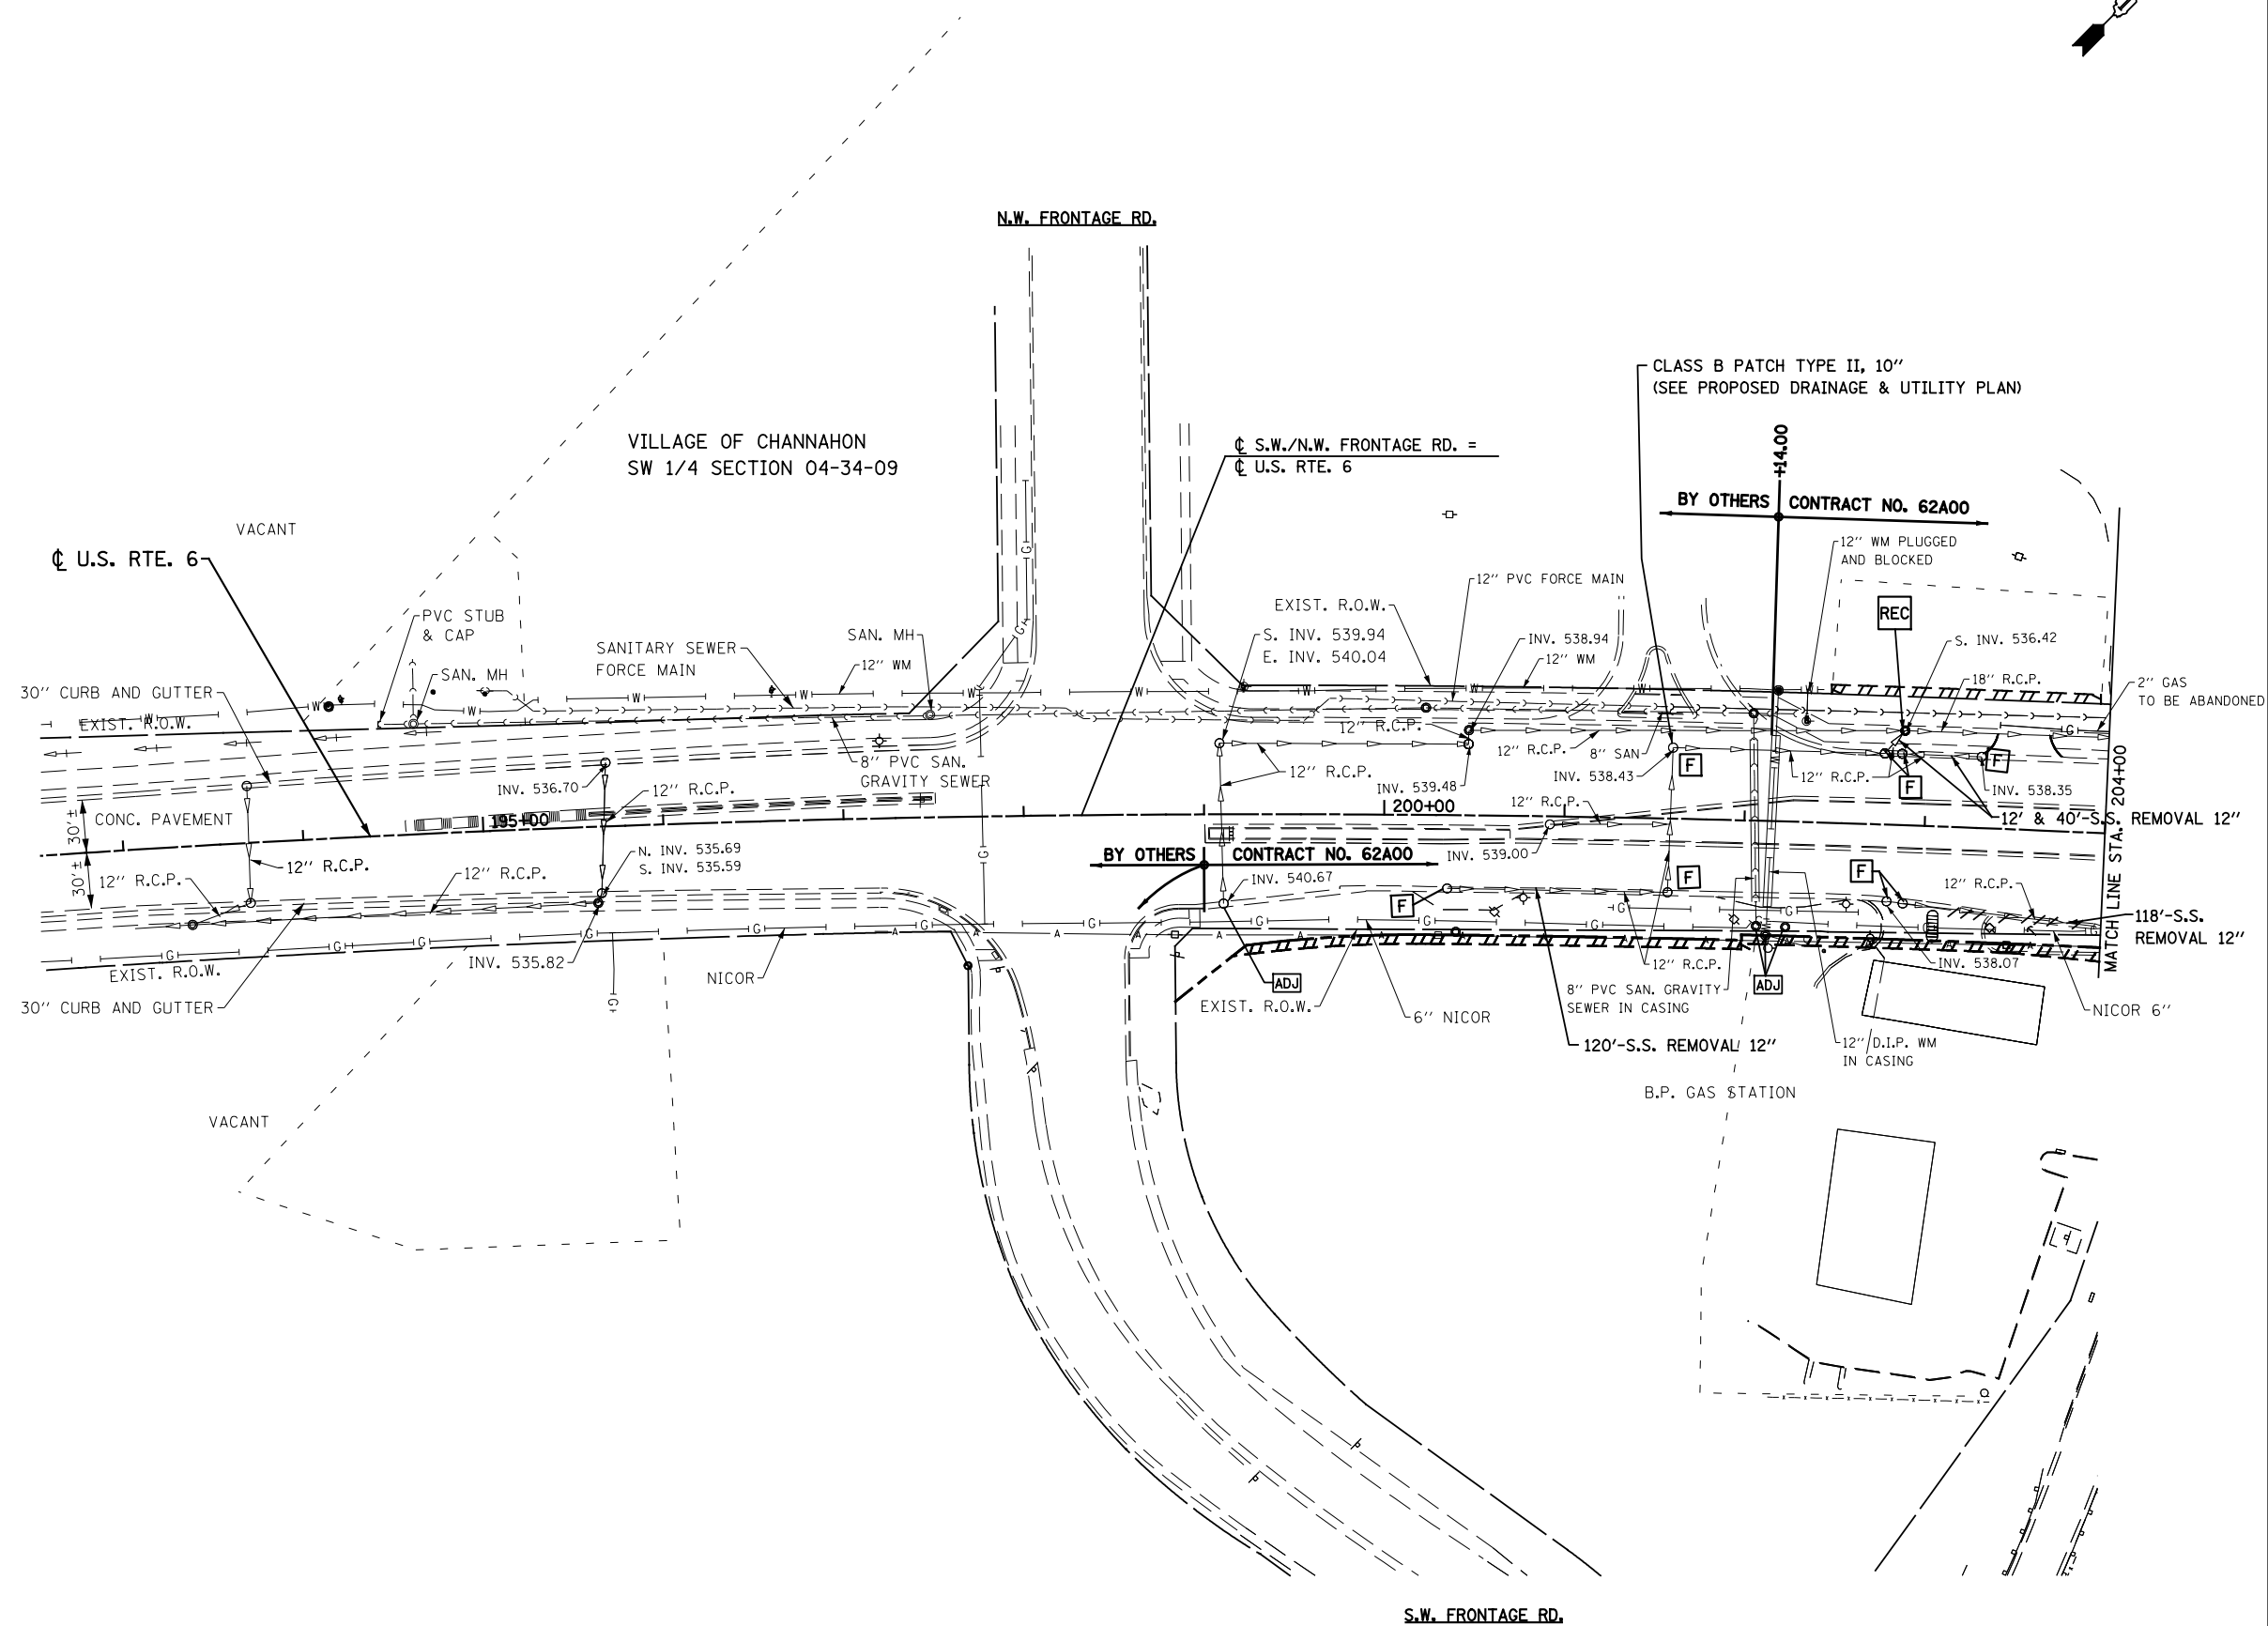 N.W. FRONTAGE RD.
CLASS B PATCH TYPE II, 10"
(SEE PROPOSED DRAINAGE & UTILITY PLAN)
VILLAGE OF CHANNAHON
SW 1/4 SECTION 04-34-09
℄ S.W./N.W. FRONTAGE RD. =
℄ U.S. RTE. 6
+14.00
BY OTHERS
CONTRACT NO. 62A00
VACANT
℄ U.S. RTE. 6
12" WM PLUGGED
AND BLOCKED
12" PVC FORCE MAIN
PVC STUB
& CAP
EXIST. R.O.W.
REC
SAN. MH
S. INV. 539.94
E. INV. 540.04
INV. 538.94
S. INV. 536.42
SANITARY SEWER
FORCE MAIN
12" WM
12" WM
SAN. MH
18" R.C.P.
2" GAS
TO BE ABANDONED
30" CURB AND GUTTER
EXIST. R.O.W.
12" R.C.P.
12" R.C.P.
8" SAN
8" PVC SAN.
GRAVITY SEWER
12" R.C.P.
INV. 538.43
F
12" R.C.P.
F
F
INV. 536.70
12" R.C.P.
INV. 539.48
INV. 538.35
30'±
CONC. PAVEMENT
195+00
200+00
12" R.C.P.
12' & 40'-S.S. REMOVAL 12"
MATCH LINE STA. 204+00
30'±
12" R.C.P.
12" R.C.P.
12" R.C.P.
N. INV. 535.69
S. INV. 535.59
BY OTHERS
CONTRACT NO. 62A00
INV. 539.00
INV. 540.67
F
F
F
12" R.C.P.
118'-S.S.
REMOVAL 12"
EXIST. R.O.W.
INV. 535.82
NICOR
ADJ
12" R.C.P.
INV. 538.07
ADJ
30" CURB AND GUTTER
EXIST. R.O.W.
6" NICOR
8" PVC SAN. GRAVITY
SEWER IN CASING
NICOR 6"
120'-S.S. REMOVAL 12"
12" D.I.P. WM
IN CASING
B.P. GAS STATION
VACANT
S.W. FRONTAGE RD.